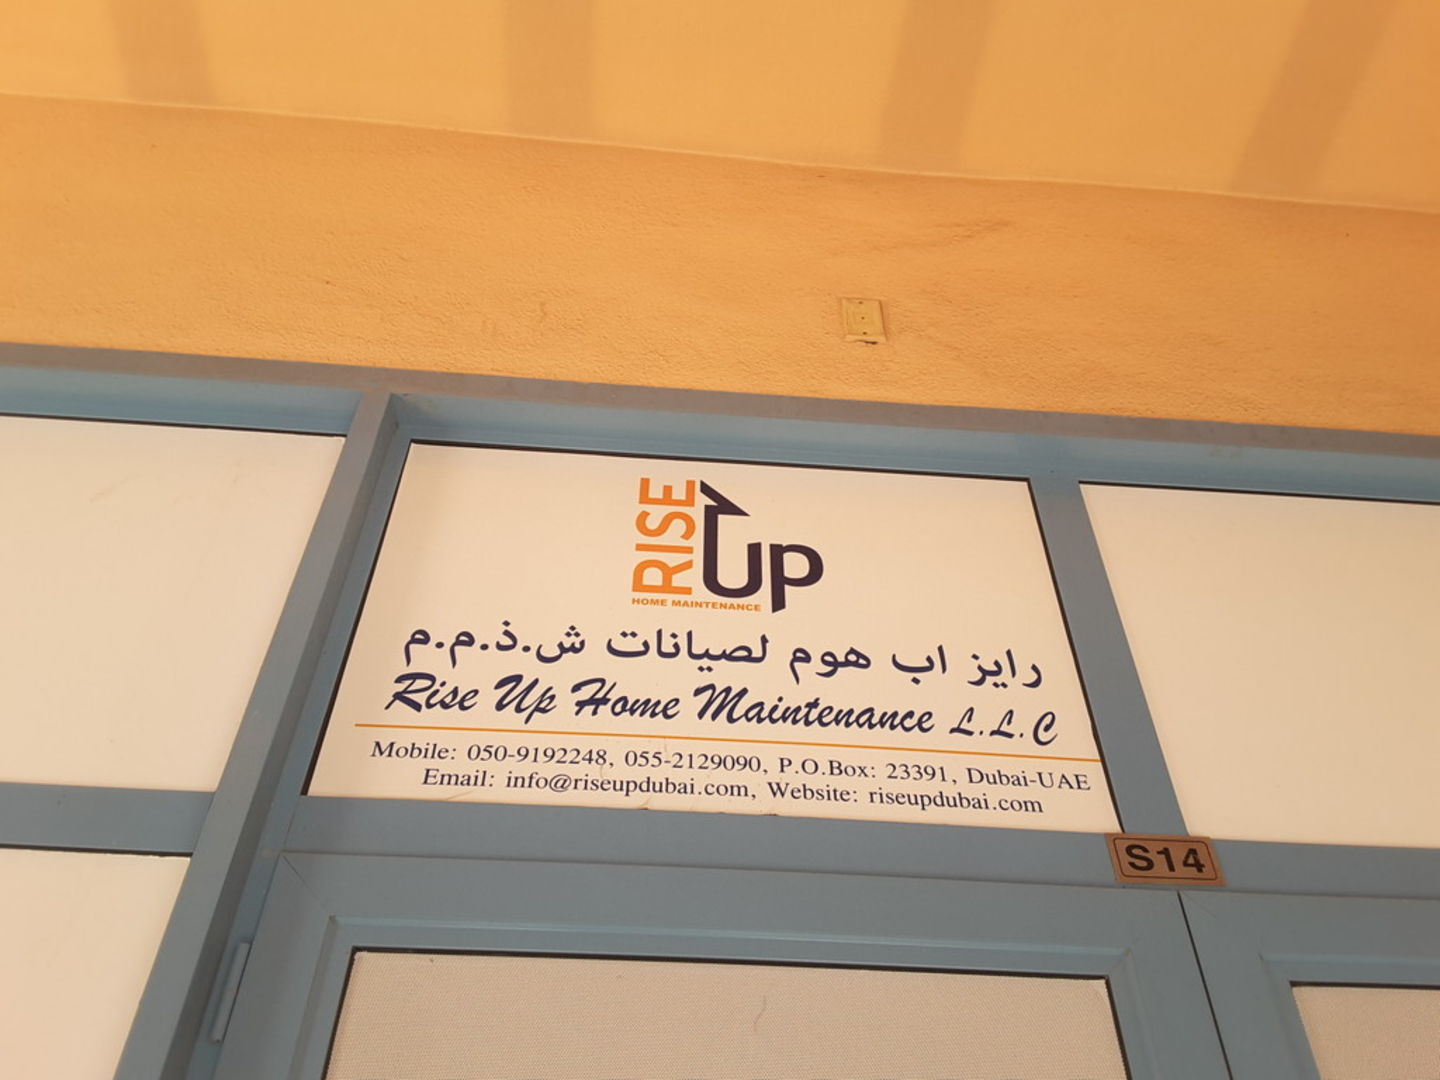 RISE
UP
HOME MAINTENANCE
رايز اب هوم لصيانات ش.ذ.م.م
Rise Up Home Maintenance L.L.C
Mobile: 050-9192248, 055-2129090, P.O.Box: 23391, Dubai-UAE
Email: info@riseupdubai.com, Website: riseupdubai.com
S14